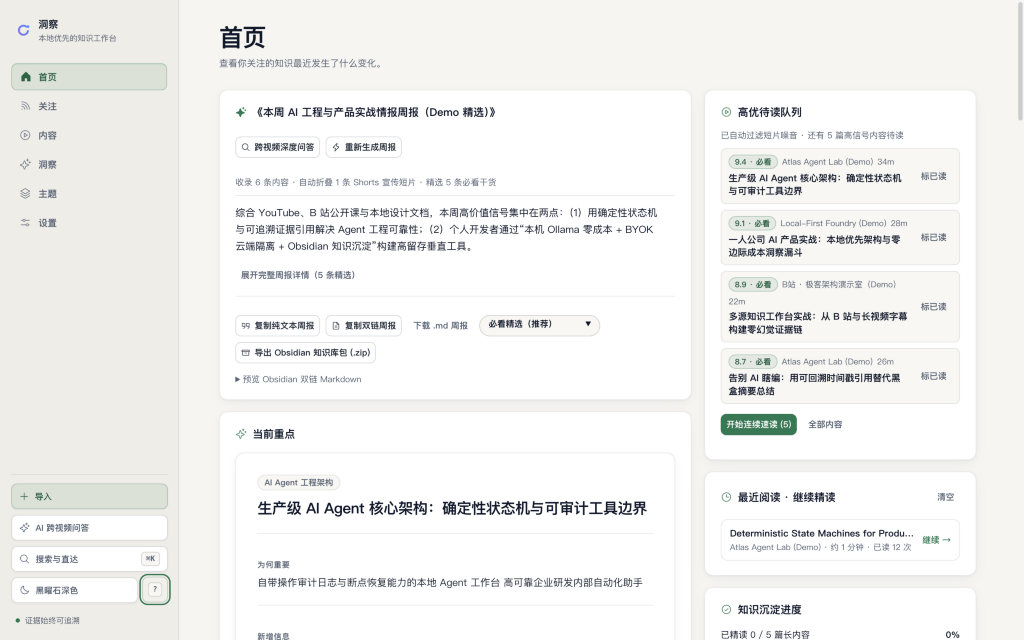 洞察
本地优先的知识工作台
首页
关注
内容
洞察
主题
设置
导入
AI 跨视频问答
搜索与直达
⌘K
黑曜石深色
?
证据始终可追溯
首页
查看你关注的知识最近发生了什么变化。
《本周 AI 工程与产品实战情报周报（Demo 精选）》
跨视频深度问答
重新生成周报
收录 6 条内容 · 自动折叠 1 条 Shorts 宣传短片 · 精选 5 条必看干货
综合 YouTube、B 站公开课与本地设计文档，本周高价值信号集中在两点：（1）用确定性状态机
与可追溯证据引用解决 Agent 工程可靠性；（2）个人开发者通过“本机 Ollama 零成本 + BYOK
云端隔离 + Obsidian 知识沉淀”构建高留存垂直工具。
展开完整周报详情（5 条精选）
复制纯文本周报
复制双链周报
下载 .md 周报
必看精选（推荐）
导出 Obsidian 知识库包 (.zip)
预览 Obsidian 双链 Markdown
当前重点
AI Agent 工程架构
生产级 AI Agent 核心架构：确定性状态机与可审计工具边界
为何重要
自带操作审计日志与断点恢复能力的本地 Agent 工作台 高可靠企业研发内部自动化助手
新增信息
高优待读队列
已自动过滤短片噪音 · 还有 5 篇高信号内容待读
9.4 · 必看 Atlas Agent Lab (Demo) 34m
生产级 AI Agent 核心架构：确定性状态机
与可审计工具边界
标已读
9.1 · 必看 Local-First Foundry (Demo) 28m
一人公司 AI 产品实战：本地优先架构与零
边际成本洞察漏斗
标已读
8.9 · 必看 B站 · 极客架构演示室（Demo）
22m
多源知识工作台实战：从 B 站与长视频字幕
构建零幻觉证据链
标已读
8.7 · 必看 Atlas Agent Lab (Demo) 26m
告别 AI 瞎编：用可回溯时间戳引用替代黑
盒摘要总结
标已读
开始连续速读 (5)
全部内容
最近阅读 · 继续精读
清空
Deterministic State Machines for Produ...
Atlas Agent Lab (Demo) · 约 1 分钟 · 已读 12 次
继续 →
知识沉淀进度
已精读 0 / 5 篇长内容
0%